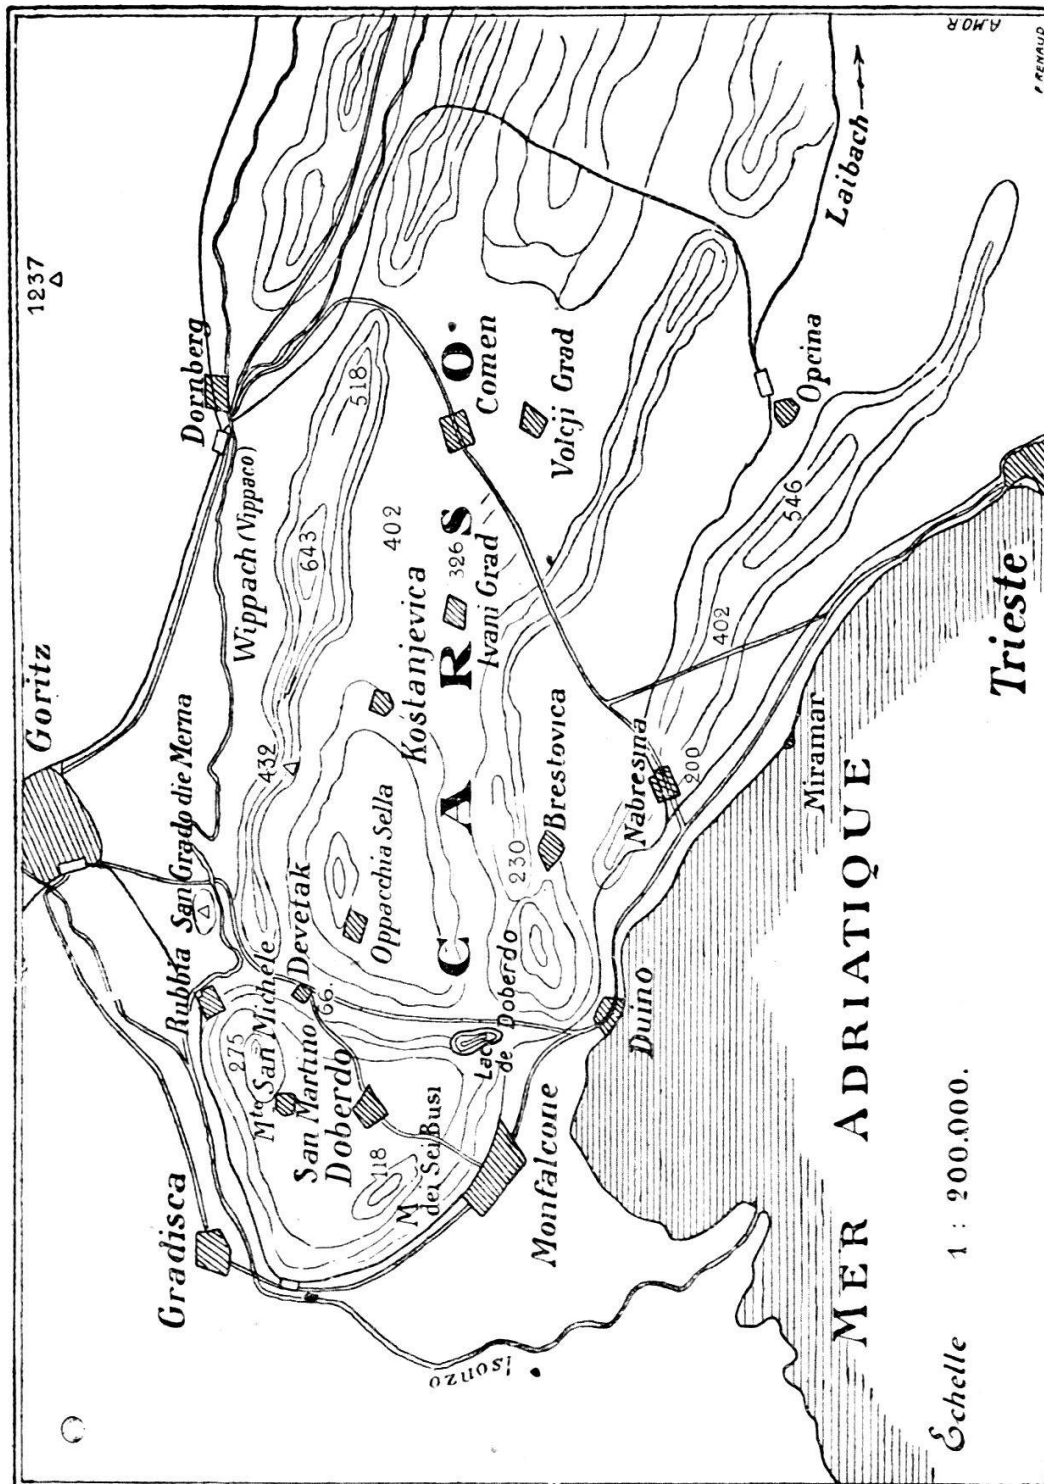 1237
Goritz
Dornberg
San Grado die Merna
Wippach (Vippaco)
Rubbia
Gradisca
275
Mte San Michele
San Martino
Doberdo
66.
Devetak
432
643
518
118
M
dei Sei Busi
Oppacchia Sella
Kostanjevica
402
CARSO.
326
Ivani Grad
Comen
Volcji Grad
Lac
de Doberdo
230
Brestovica
Monfalcone
Isonzo
Duino
Nabresina
200
402
546
Opcina
Laibach
Miramar
Trieste
MER ADRIATIQUE
Echelle 1 : 200.000.
AMOR
P. RENAUD